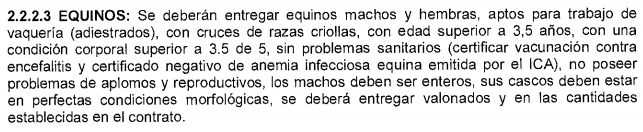 2.2.2.3 EQUINOS: Se deberán entregar equinos machos y hembras, aptos para trabajo de
vaquería (adiestrados), con cruces de razas criollas, con edad superior a 3,5 años, con una
condición corporal superior a 3.5 de 5, sin problemas sanitarios (certificar vacunación contra
encefalitis y certificado negativo de anemia infecciosa equina emitida por el ICA), no poseer
problemas de aplomos y reproductivos, los machos deben ser enteros, sus cascos deben estar
en perfectas condiciones morfológicas, se deberá entregar valonados y en las cantidades
establecidas en el contrato.